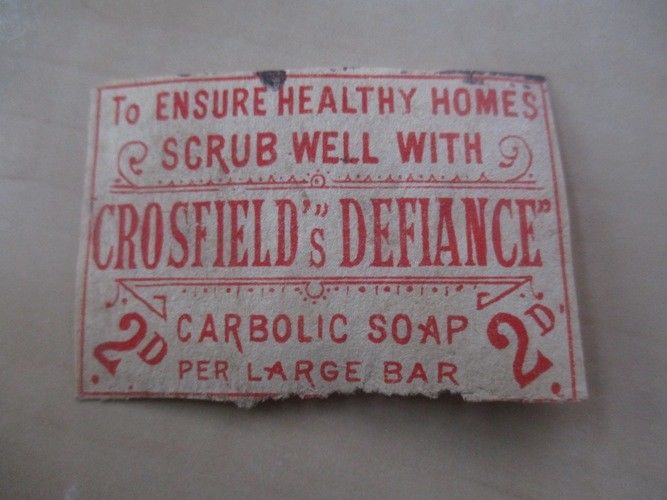 To ENSURE HEALTHY HOMES
SCRUB WELL WITH
CROSFIELD'S "DEFIANCE"
2D CARBOLIC SOAP 2D
PER LARGE BAR